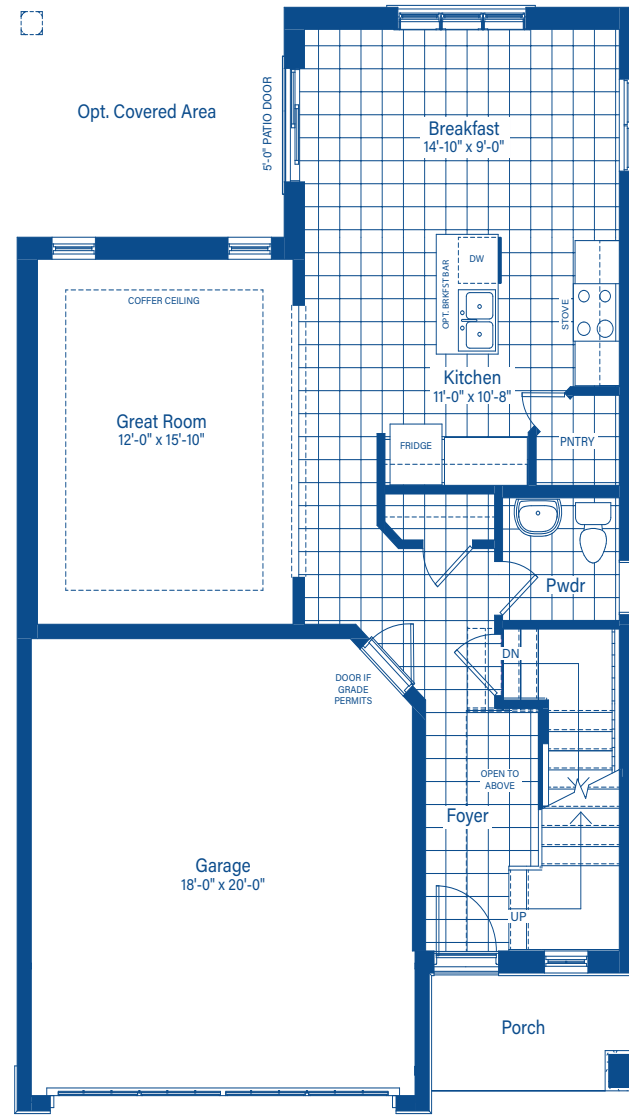 Opt. Covered Area
5'-0" PATIO DOOR
Breakfast
14'-10" x 9'-0"
DW
OPT. BRKFST BAR
STOVE
COFFER CEILING
Kitchen
11'-0" x 10'-8"
Great Room
12'-0" x 15'-10"
FRIDGE
PNTRY
Pwdr
DN
DOOR IF
GRADE
PERMITS
OPEN TO
ABOVE
Foyer
Garage
18'-0" x 20'-0"
UP
Porch